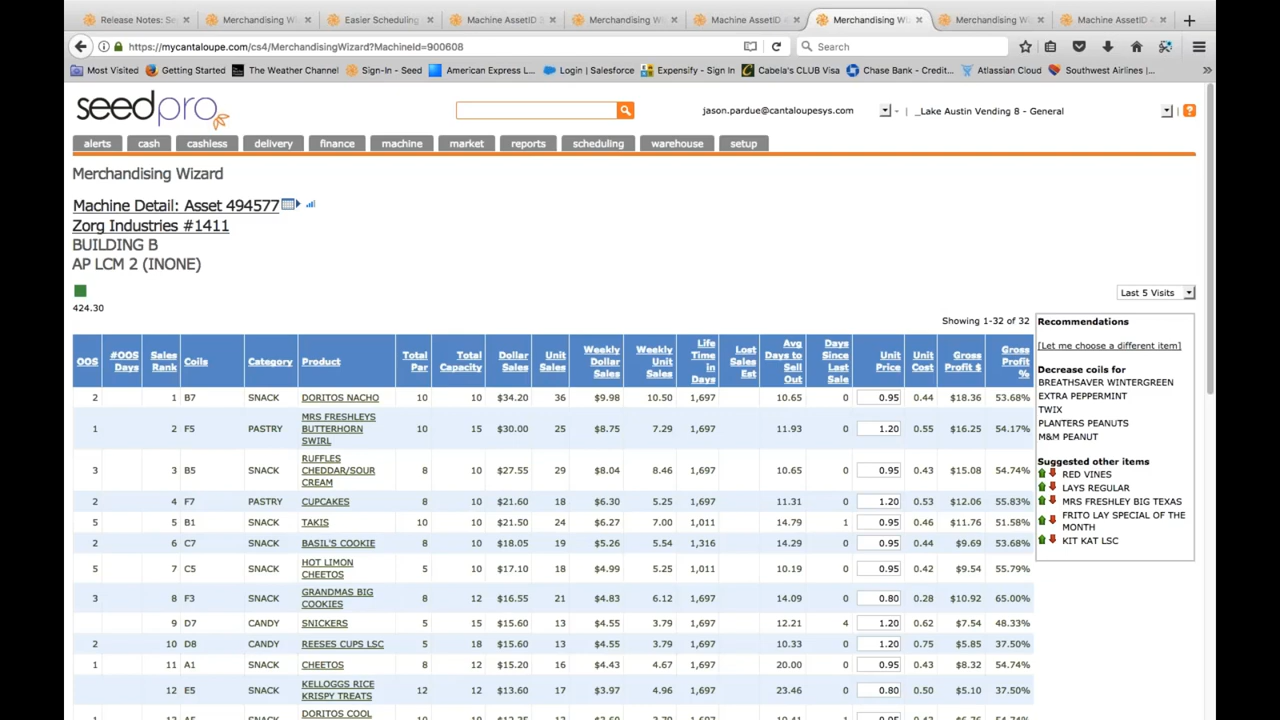 Release Notes: Se
Merchandising Wi
Easier Scheduling
Machine AssetID
Merchandising Wi
Machine AssetID
Merchandising Wi
Merchandising Wi
Machine AssetID
https://mycantaloupe.com/cs4/MerchandisingWizard?MachineId=900608
Search
Most Visited Getting Started The Weather Channel Sign-In - Seed American Express L... Login | Salesforce Expensify - Sign In Cabela's CLUB Visa Chase Bank - Credit... Atlassian Cloud Southwest Airlines |...
seedpro
jason.pardue@cantaloupesys.com | _Lake Austin Vending 8 - General ?
alerts cash cashless delivery finance machine market reports scheduling warehouse setup
Merchandising Wizard
Machine Detail: Asset 494577
Zorg Industries #1411
BUILDING B
AP LCM 2 (INONE)
424.30
Last 5 Visits
Showing 1-32 of 32
OOS #OOS Days Sales Rank Coils Category Product Total Par Total Capacity Dollar Sales Unit Sales Weekly Dollar Sales Weekly Unit Sales Life Time in Days Lost Sales Est Avg Days to Sell Out Days Since Last Sale Unit Price Unit Cost Gross Profit $ Gross Profit %
2 1 B7 SNACK DORITOS NACHO 10 10 $34.20 36 $9.98 10.50 1,697 10.65 0 0.95 0.44 $18.36 53.68%
1 2 F5 PASTRY MRS FRESHLEYS BUTTERHORN SWIRL 10 15 $30.00 25 $8.75 7.29 1,697 11.93 0 1.20 0.55 $16.25 54.17%
3 3 B5 SNACK RUFFLES CHEDDAR/SOUR CREAM 8 10 $27.55 29 $8.04 8.46 1,697 10.65 0 0.95 0.43 $15.08 54.74%
2 4 F7 PASTRY CUPCAKES 8 10 $21.60 18 $6.30 5.25 1,697 11.31 0 1.20 0.53 $12.06 55.83%
5 5 B1 SNACK TAKIS 10 10 $21.50 24 $6.27 7.00 1,011 14.79 1 0.95 0.46 $11.76 51.58%
2 6 C7 SNACK BASIL'S COOKIE 8 10 $18.05 19 $5.26 5.54 1,316 14.29 0 0.95 0.44 $9.69 53.68%
5 7 C5 SNACK HOT LIMON CHEETOS 5 10 $17.10 18 $4.99 5.25 1,011 10.19 0 0.95 0.42 $9.54 55.79%
3 8 F3 SNACK GRANDMAS BIG COOKIES 8 12 $16.55 21 $4.83 6.12 1,697 14.09 0 0.80 0.28 $10.92 65.00%
9 D7 CANDY SNICKERS 5 15 $15.60 13 $4.55 3.79 1,697 12.21 4 1.20 0.62 $7.54 48.33%
2 10 D8 CANDY REESES CUPS LSC 5 18 $15.60 13 $4.55 3.79 1,697 10.33 0 1.20 0.75 $5.85 37.50%
1 11 A1 SNACK CHEETOS 8 12 $15.20 16 $4.43 4.67 1,697 20.00 0 0.95 0.43 $8.32 54.74%
12 E5 SNACK KELLOGGS RICE KRISPY TREATS 12 12 $13.60 17 $3.97 4.96 1,697 23.46 0 0.80 0.50 $5.10 37.50%
DORITOS COOL
Recommendations
[Let me choose a different item]
Decrease coils for
BREATHSAVER WINTERGREEN
EXTRA PEPPERMINT
TWIX
PLANTERS PEANUTS
M&M PEANUT
Suggested other items
RED VINES
LAYS REGULAR
MRS FRESHLEY BIG TEXAS
FRITO LAY SPECIAL OF THE
MONTH
KIT KAT LSC